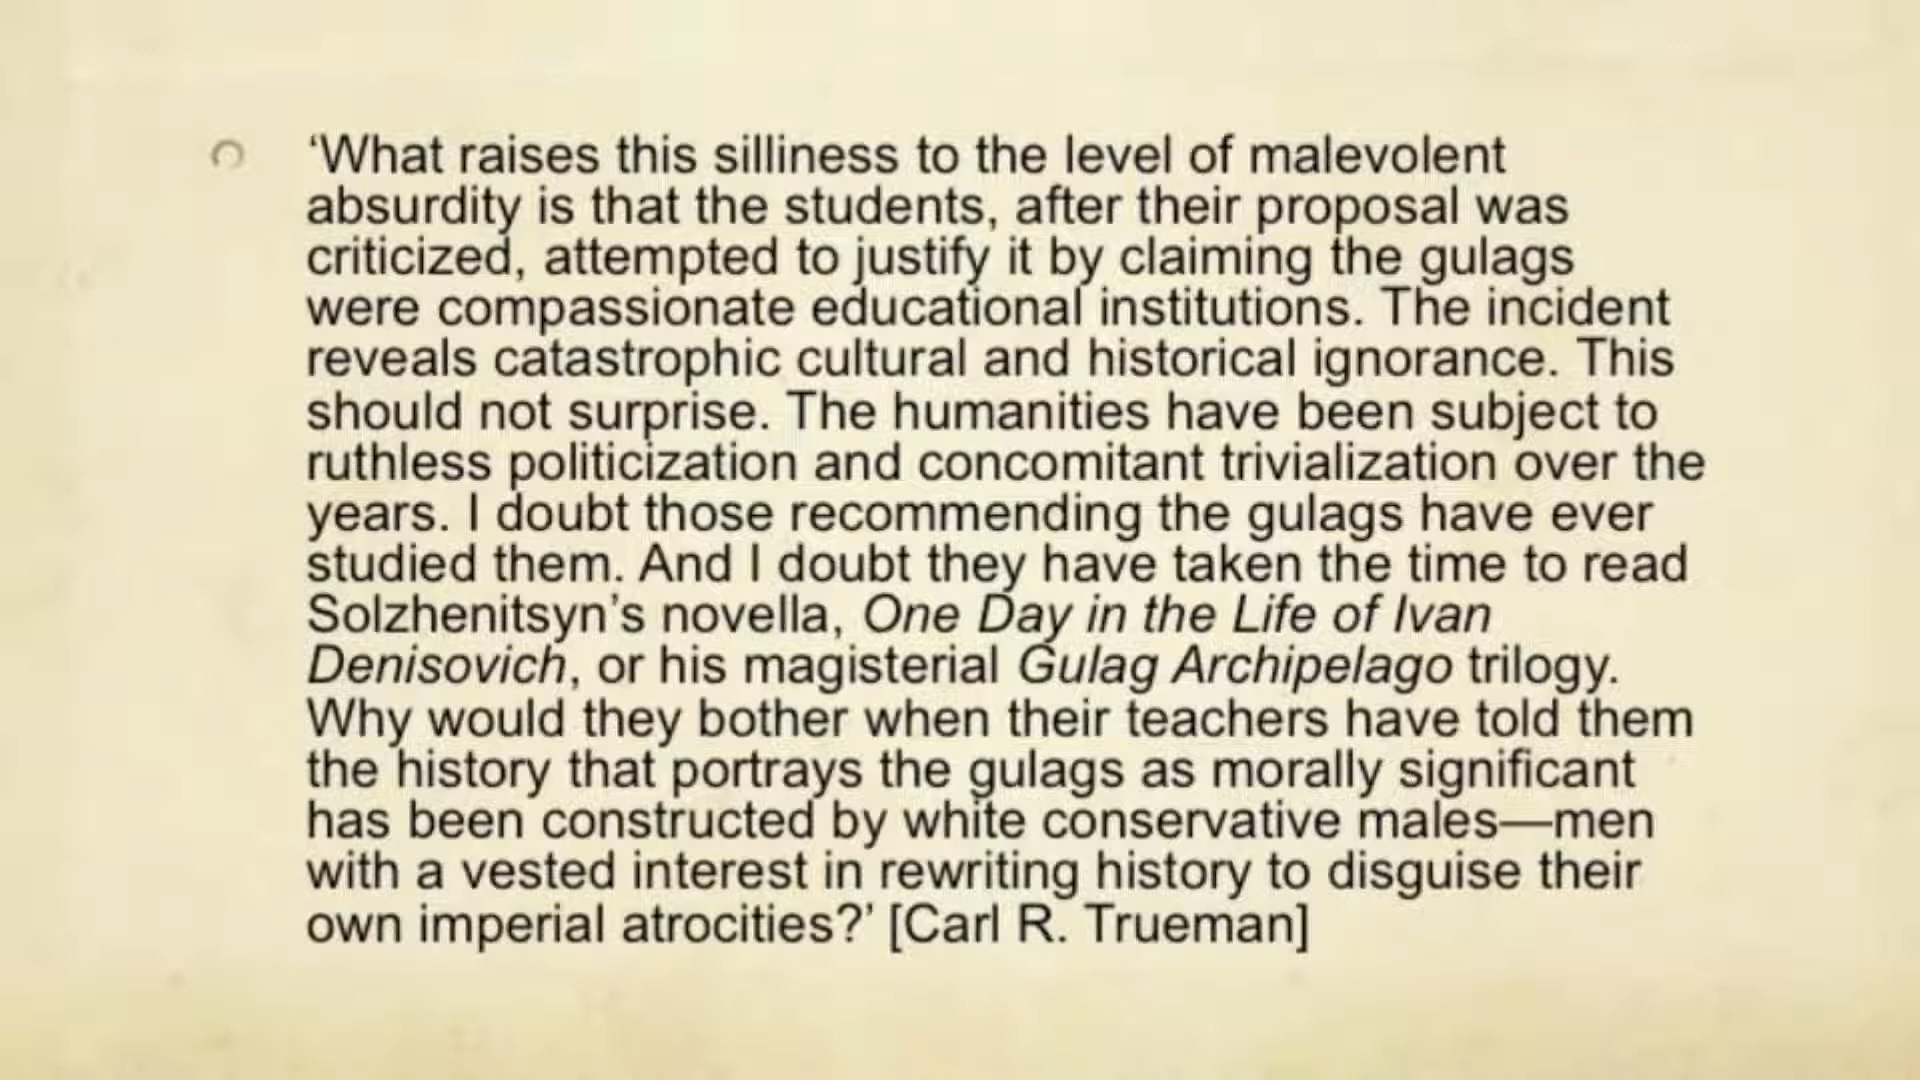 ‘What raises this silliness to the level of malevolent
absurdity is that the students, after their proposal was
criticized, attempted to justify it by claiming the gulags
were compassionate educational institutions. The incident
reveals catastrophic cultural and historical ignorance. This
should not surprise. The humanities have been subject to
ruthless politicization and concomitant trivialization over the
years. I doubt those recommending the gulags have ever
studied them. And I doubt they have taken the time to read
Solzhenitsyn’s novella, One Day in the Life of Ivan
Denisovich, or his magisterial Gulag Archipelago trilogy.
Why would they bother when their teachers have told them
the history that portrays the gulags as morally significant
has been constructed by white conservative males—men
with a vested interest in rewriting history to disguise their
own imperial atrocities?’ [Carl R. Trueman]